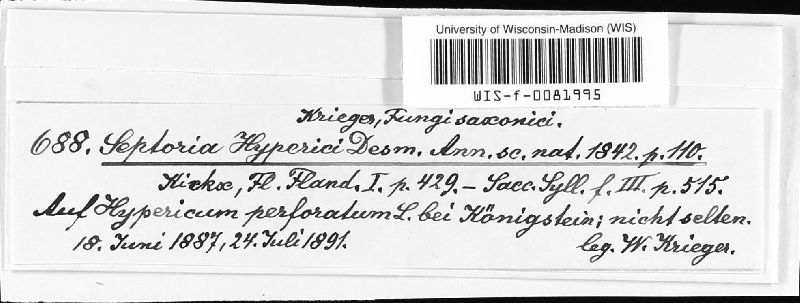 University of Wisconsin-Madison (WIS)
WIS-f-0081995
Krieger, Fungi saxonici.
688. Septoria Hyperici Desm. Ann. sc. nat. 1842. p. 110.
Kickx, Fl. Fland. I. p. 429. – Sacc. Syll. f. III. p. 515.
Auf Hypericum perforatum L. bei Königstein; nicht selten.
18. Juni 1887, 24. Juli 1891. leg. W. Krieger.